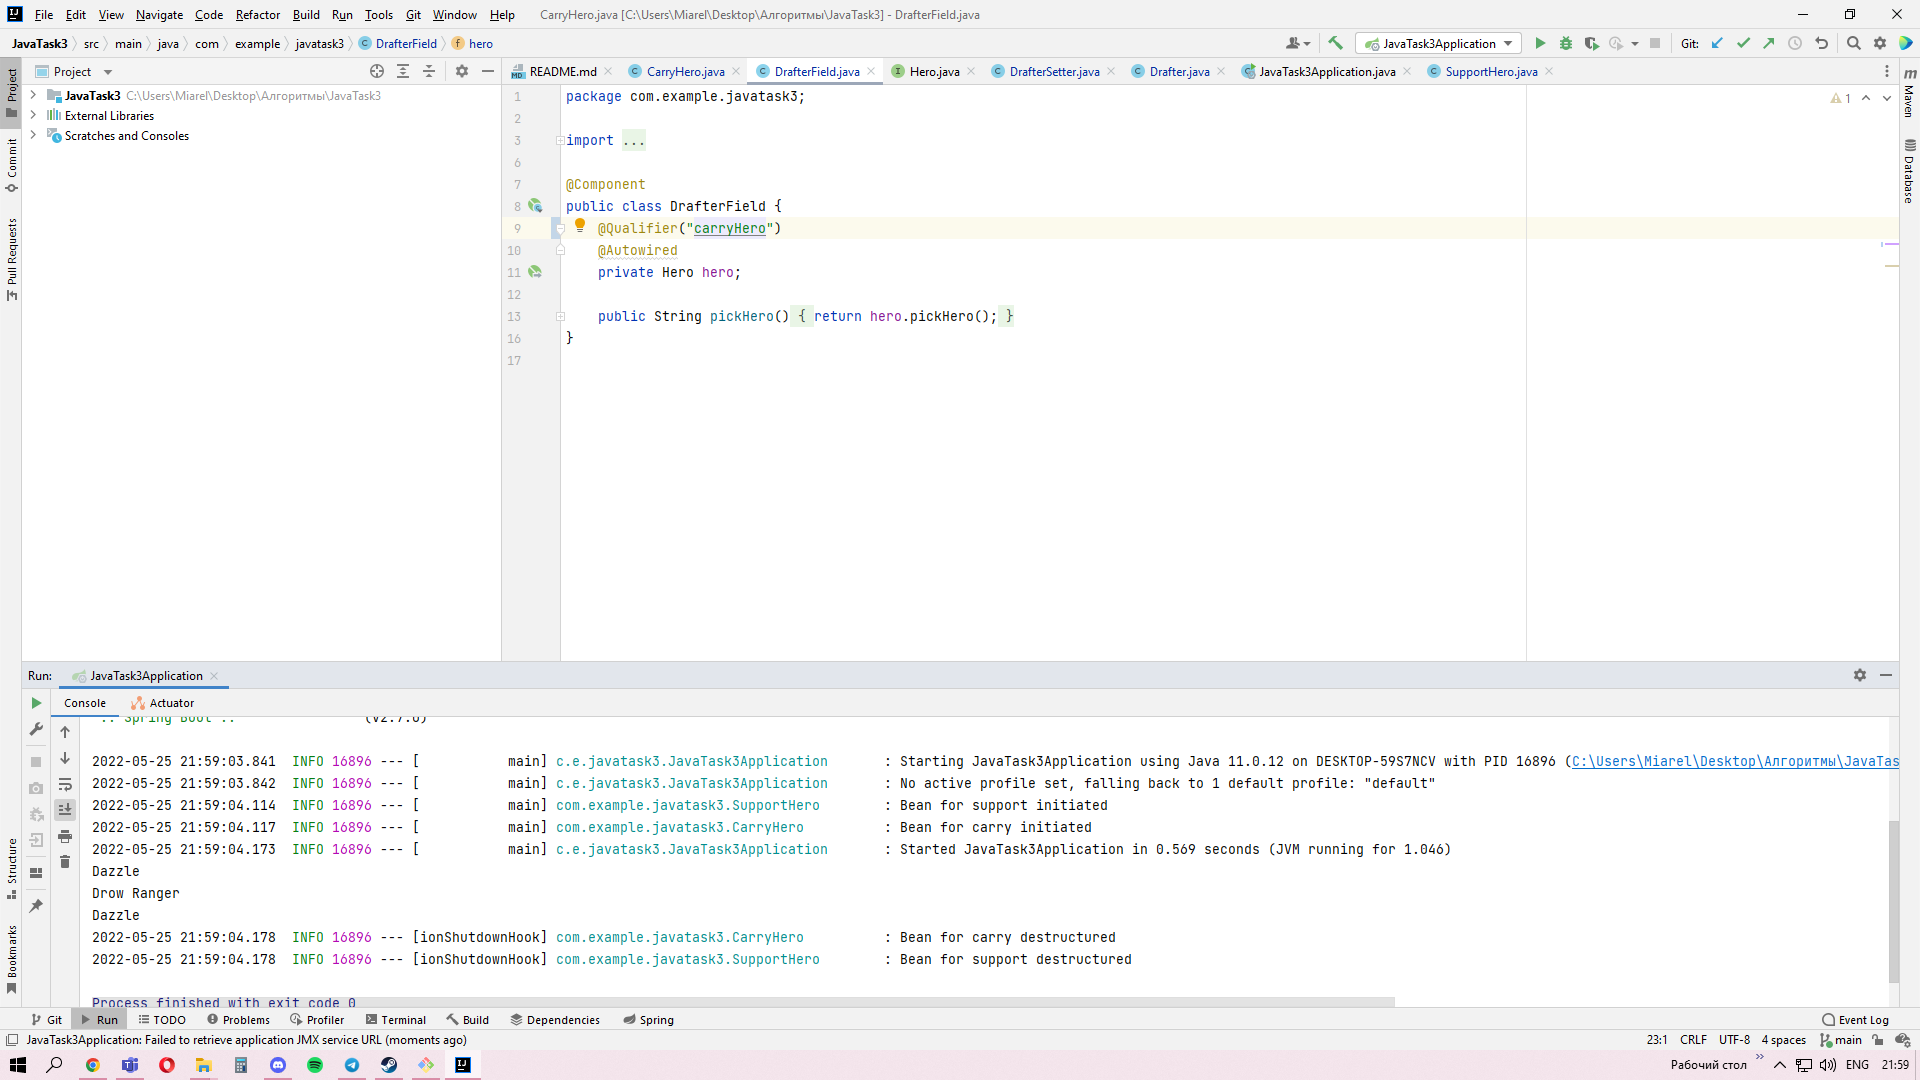 File Edit View Navigate Code Refactor Build Run Tools Git Window Help CarryHero.java [C:\Users\Miarel\Desktop\Алгоритмы\JavaTask3] - DrafterField.java
JavaTask3 src main java com example javatask3 DrafterField hero JavaTask3Application Git:
Project README.md CarryHero.java DrafterField.java Hero.java DrafterSetter.java Drafter.java JavaTask3Application.java SupportHero.java
Project
Commit
Pull Requests
Structure
Bookmarks
Maven
Database
JavaTask3 C:\Users\Miarel\Desktop\Алгоритмы\JavaTask3
External Libraries
Scratches and Consoles
1 package com.example.javatask3; 1
2
3 import ...
6
7 @Component
8 public class DrafterField {
9 @Qualifier("carryHero")
10 @Autowired
11 private Hero hero;
12
13 public String pickHero() { return hero.pickHero(); }
16 }
17
Run: JavaTask3Application
Console Actuator
:: Spring Boot :: (v2.7.0)
2022-05-25 21:59:03.841 INFO 16896 --- [ main] c.e.javatask3.JavaTask3Application : Starting JavaTask3Application using Java 11.0.12 on DESKTOP-59S7NCV with PID 16896 (C:\Users\Miarel\Desktop\Алгоритмы\JavaTas
2022-05-25 21:59:03.842 INFO 16896 --- [ main] c.e.javatask3.JavaTask3Application : No active profile set, falling back to 1 default profile: "default"
2022-05-25 21:59:04.114 INFO 16896 --- [ main] com.example.javatask3.SupportHero : Bean for support initiated
2022-05-25 21:59:04.117 INFO 16896 --- [ main] com.example.javatask3.CarryHero : Bean for carry initiated
2022-05-25 21:59:04.173 INFO 16896 --- [ main] c.e.javatask3.JavaTask3Application : Started JavaTask3Application in 0.569 seconds (JVM running for 1.046)
Dazzle
Drow Ranger
Dazzle
2022-05-25 21:59:04.178 INFO 16896 --- [ionShutdownHook] com.example.javatask3.CarryHero : Bean for carry destructured
2022-05-25 21:59:04.178 INFO 16896 --- [ionShutdownHook] com.example.javatask3.SupportHero : Bean for support destructured
Process finished with exit code 0
Git Run TODO Problems Profiler Terminal Build Dependencies Spring Event Log
JavaTask3Application: Failed to retrieve application JMX service URL (moments ago) 23:1 CRLF UTF-8 4 spaces main
Рабочий стол ENG 21:59